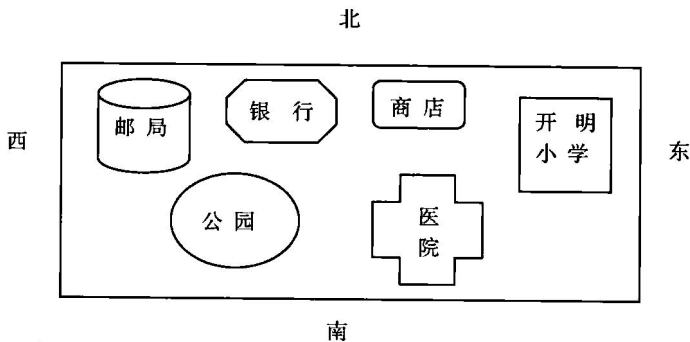 北
西
邮局
银行
商店
开明
小学
东
公园
医
院
南